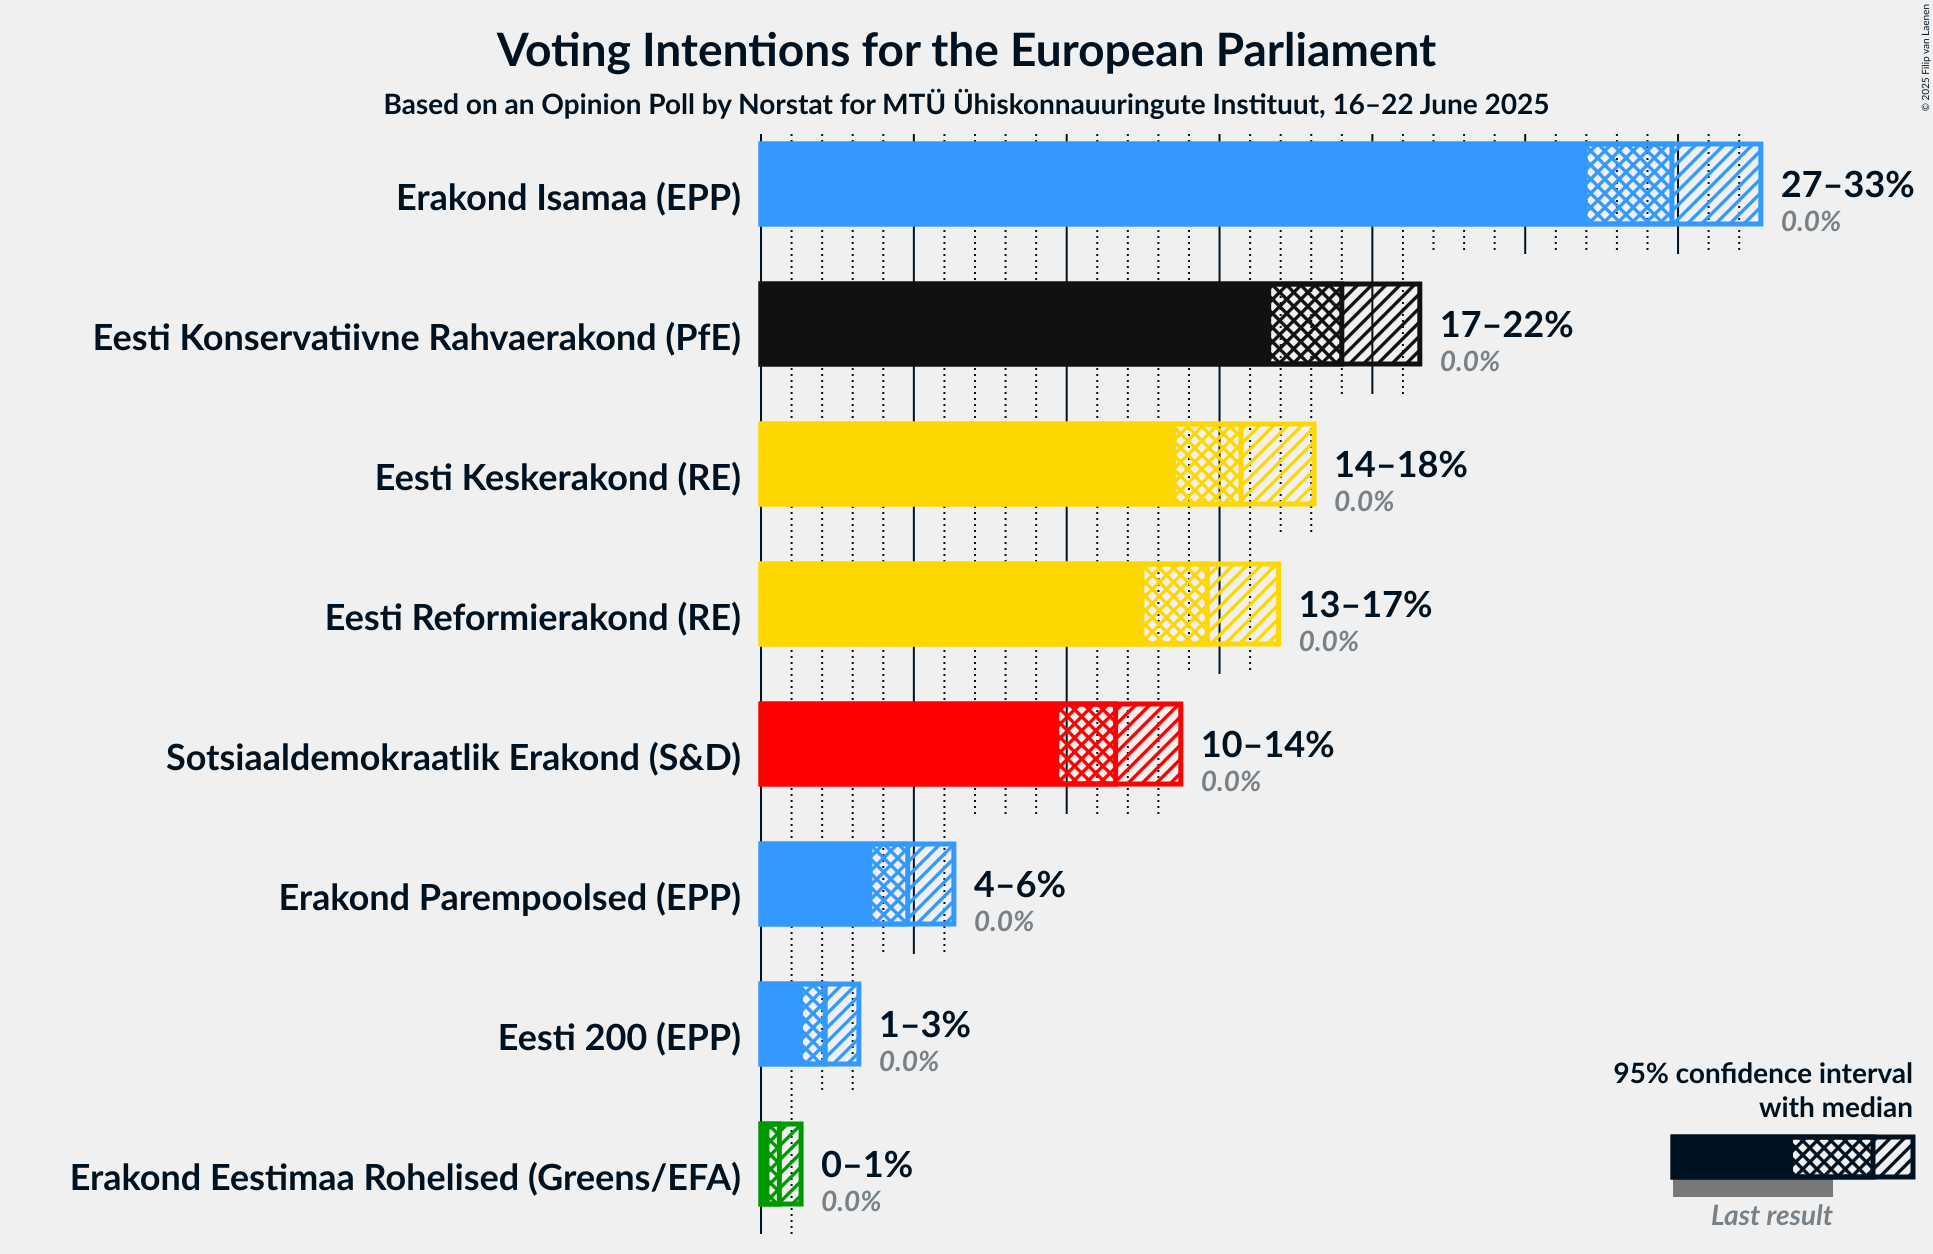 Voting Intentions for the European Parliament
Based on an Opinion Poll by Norstat for MTÜ Ühiskonnauuringute Instituut, 16–22 June 2025
© 2025 Filip van Laenen
Erakond Isamaa (EPP)
27–33%
0.0%
Eesti Konservatiivne Rahvaerakond (PfE)
17–22%
0.0%
Eesti Keskerakond (RE)
14–18%
0.0%
Eesti Reformierakond (RE)
13–17%
0.0%
Sotsiaaldemokraatlik Erakond (S&D)
10–14%
0.0%
Erakond Parempoolsed (EPP)
4–6%
0.0%
Eesti 200 (EPP)
1–3%
0.0%
Erakond Eestimaa Rohelised (Greens/EFA)
0–1%
0.0%
95% confidence interval
with median
Last result